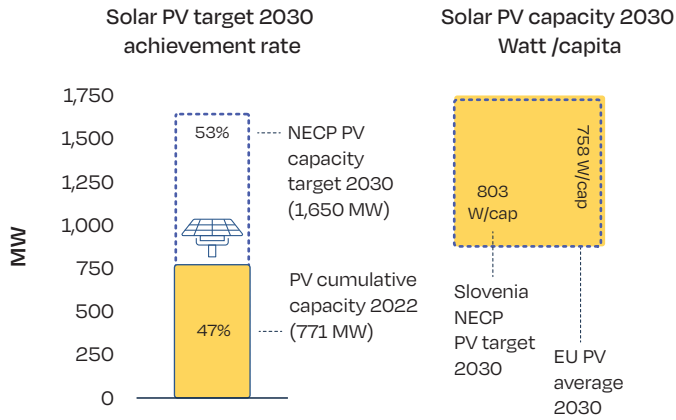 Solar PV target 2030
achievement rate
MW
1,750
1,500
1,250
1,000
750
500
250
0
53%
47%
NECP PV
capacity
target 2030
(1,650 MW)
PV cumulative
capacity 2022
(771 MW)
Solar PV capacity 2030
Watt /capita
803
W/cap
758 W/cap
Slovenia
NECP
PV target
2030
EU PV
average
2030